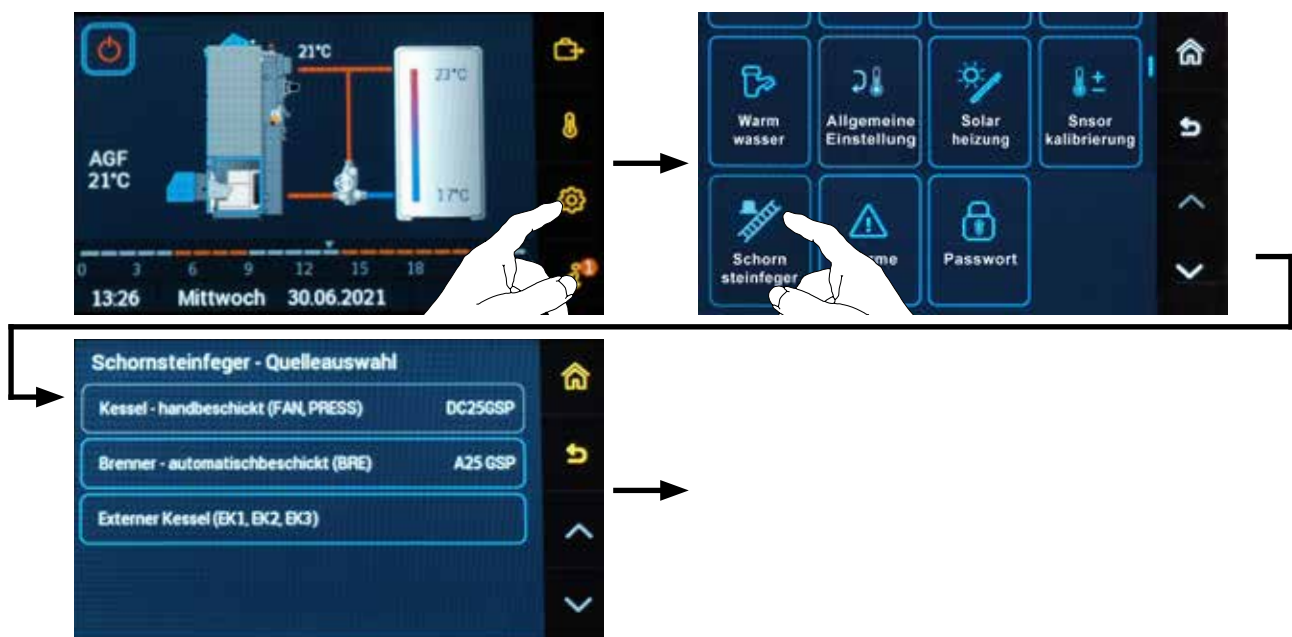 21°C
23°C
AGF
21°C
17°C
0 3 6 9 12 15 18
1
13:26 Mittwoch 30.06.2021
Warm
wasser
Allgemeine
Einstellung
Solar
heizung
Snsor
kalibrierung
Schorn
steinfeger
Passwort
Schornsteinfeger - Quelleauswahl
Kessel - handbeschickt (FAN, PRESS) DC25GSP
Brenner - automatischbeschickt (BRE) A25 GSP
Externer Kessel (EK1, EK2, EK3)